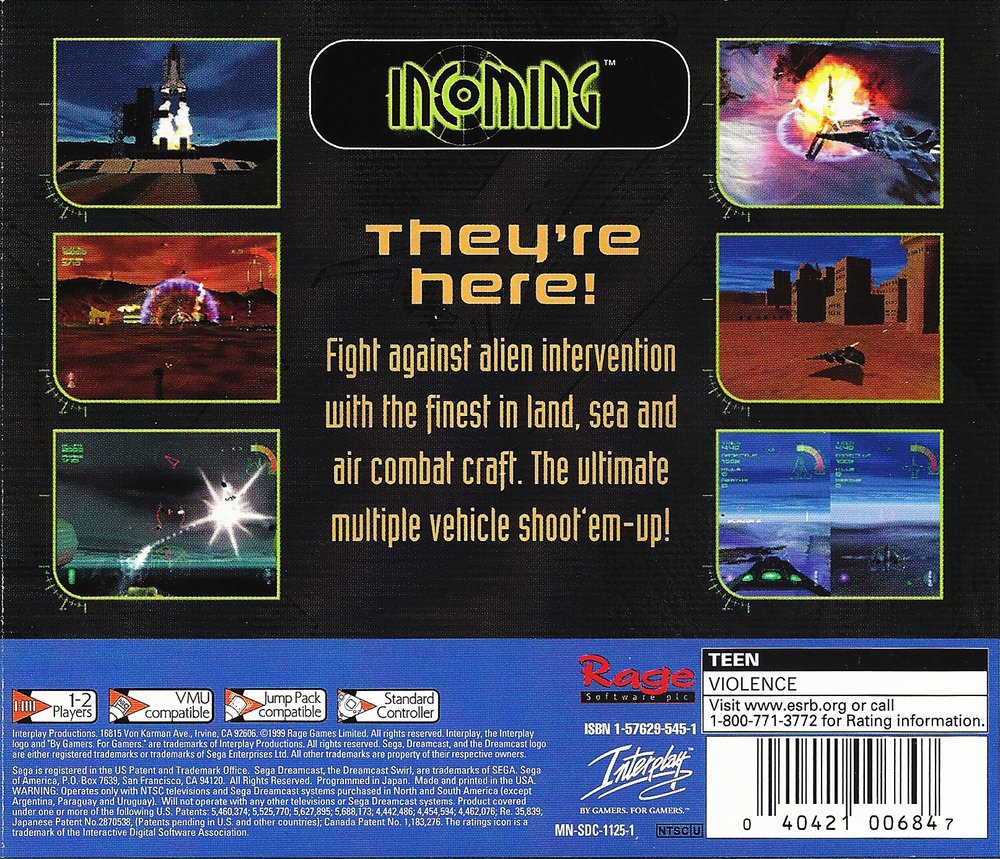 INCOMING™
They're
here!
Fight against alien intervention
with the finest in land, sea and
air combat craft. The ultimate
multiple vehicle shoot'em-up!
1-2
Players
VMU
compatible
Jump Pack
compatible
Standard
Controller
Interplay Productions. 16815 Von Karman Ave., Irvine, CA 92606. ©1999 Rage Games Limited. All rights reserved. Interplay, the Interplay
logo and "By Gamers. For Gamers." are trademarks of Interplay Productions. All rights reserved. Sega, Dreamcast, and the Dreamcast logo
are either registered trademarks or trademarks of Sega Enterprises Ltd. All other trademarks are property of their respective owners.
Sega is registered in the US Patent and Trademark Office. Sega Dreamcast, the Dreamcast Swirl, are trademarks of SEGA. Sega
of America, P.O. Box 7639, San Francisco, CA 94120. All Rights Reserved. Programmed in Japan. Made and printed in the USA.
WARNING: Operates only with NTSC televisions and Sega Dreamcast systems purchased in North and South America (except
Argentina, Paraguay and Uruguay). Will not operate with any other televisions or Sega Dreamcast systems. Product covered
under one or more of the following U.S. Patents: 5,460,374; 5,525,770; 5,627,895; 5,688,173; 4,442,486; 4,454,594; 4,462,076; Re. 35,839;
Japanese Patent No.2870538, (Patents pending in U.S. and other countries); Canada Patent No. 1,183,276. The ratings icon is a
trademark of the Interactive Digital Software Association.
Rage
Software plc
ISBN 1-57629-545-1
Interplay™
BY GAMERS. FOR GAMERS.™
MN-SDC-1125-1
NTSC U
TEEN
VIOLENCE
Visit www.esrb.org or call
1-800-771-3772 for Rating information.
0 40421 00684 7